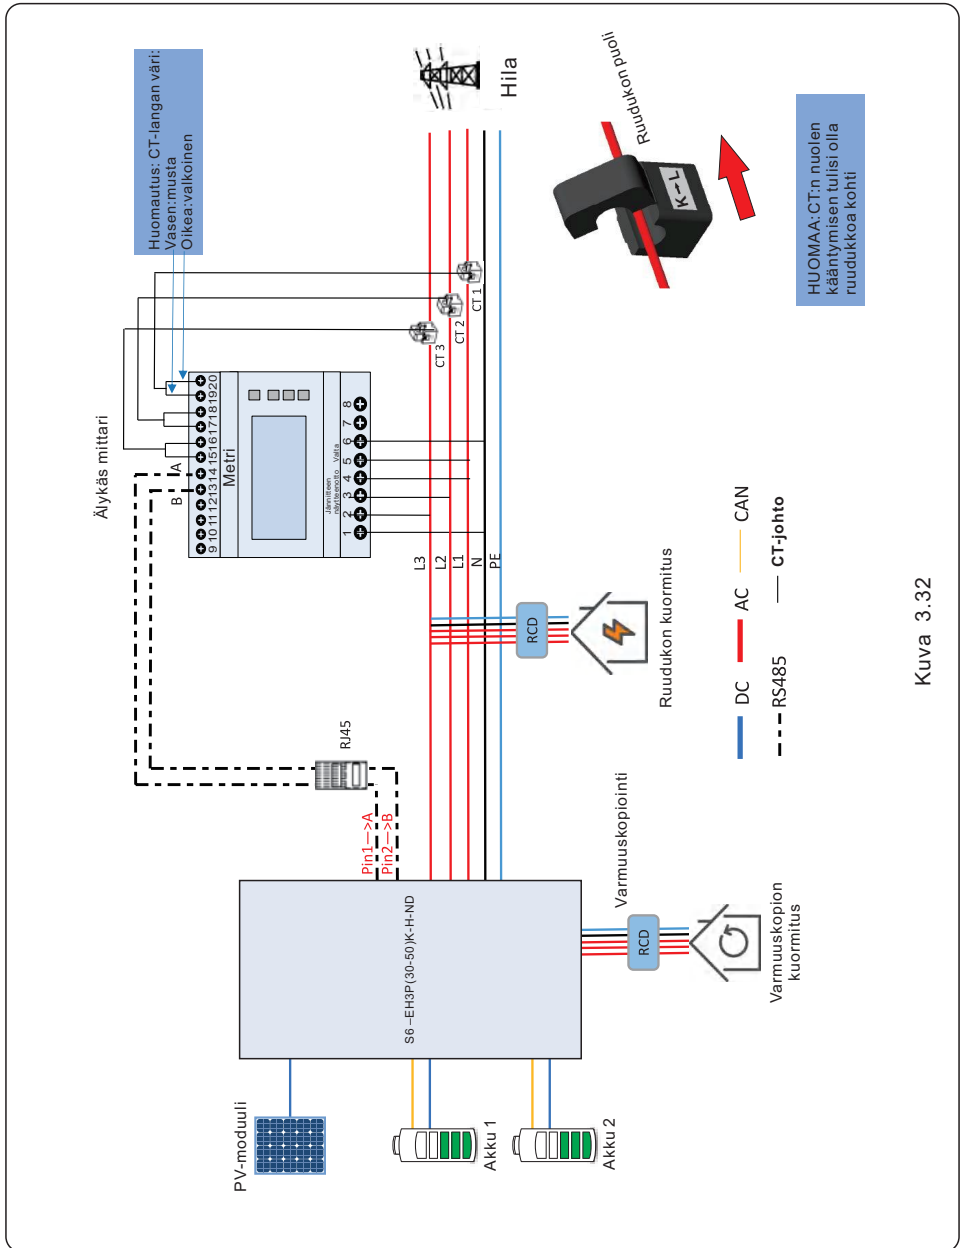 Huomautus: CT-langan väri:
Vasen:musta
Oikea:valkoinen
Hila
Ruudukon puoli
K→L
HUOMAA:CT:n nuolen
kääntymisen tulisi olla
ruudukkoa kohti
Älykäs mittari
A
B
9 10 11 12 13 14 15 16 17 18 19 20
Metri
Jännitteen
näytteenotto Valta
1 2 3 4 5 6 7 8
CT 3
CT 2
CT 1
L3
L2
L1
N
PE
RCD
Ruudukon kuormitus
RJ45
Pin1—>A
Pin2—>B
S6–EH3P(30-50)K-H-ND
Varmuuskopiointi
RCD
Varmuuskopion
kuormitus
PV-moduuli
Akku 1
Akku 2
DC AC CAN
RS485 CT-johto
Kuva 3.32